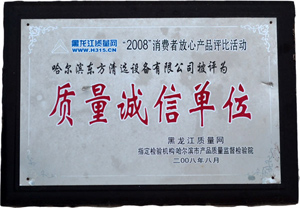 黑龙江质量网
www.H315.CN
“2008”消费者放心产品评比活动
哈尔滨东方清远设备有限公司被评为
质量诚信单位
黑龙江质量网
指定检验机构:哈尔滨市产品质量监督检验院
二〇〇八年八月